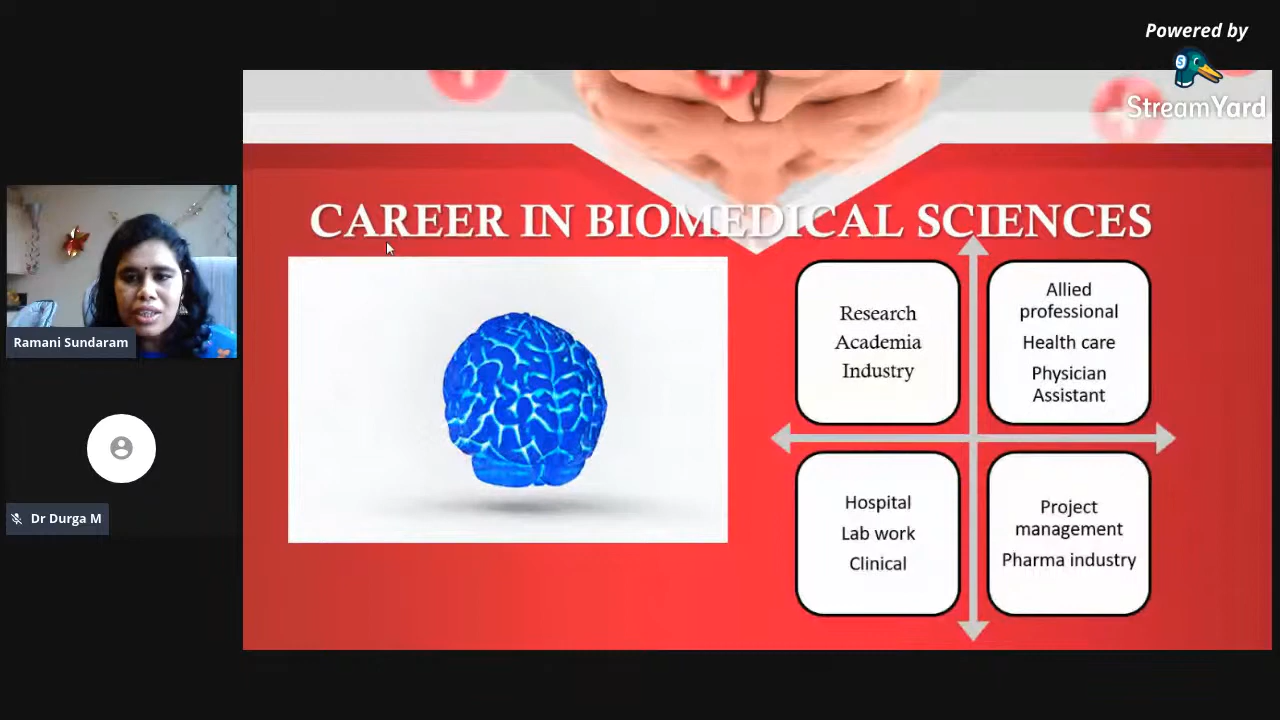 Powered by
StreamYard
CAREER IN BIOMEDICAL SCIENCES
Research
Academia
Industry
Allied
professional
Health care
Physician
Assistant
Hospital
Lab work
Clinical
Project
management
Pharma industry
Ramani Sundaram
Dr Durga M